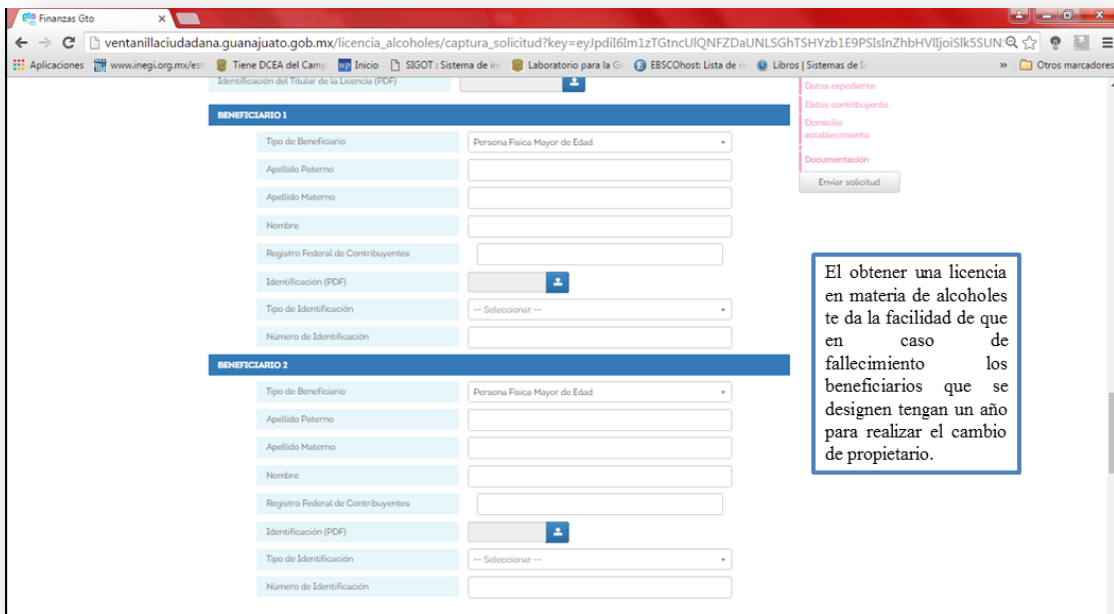 gto Finanzas Gto
ventanillaciudadana.guanajuato.gob.mx/licencia_alcoholes/captura_solicitud?key=
Aplicaciones www.inegi.org.mx/est Tiene DCEA del Camp Inicio SIGOT : Sistema de in Laboratorio para la G EBSCOhost: Lista de Libros | Sistemas de I » Otros marcadores
Identificación del Titular de la Licencia (PDF)
Datos expediente
Datos contribuyente
Domicilio
establecimiento
Documentación
Enviar solicitud
BENEFICIARIO 1
Tipo de Beneficiario Persona Fisica Mayor de Edad
Apellido Paterno
Apellido Materno
Nombre
Registro Federal de Contribuyentes
Identificación (PDF)
Tipo de Identificación -- Seleccionar --
Número de Identificación
BENEFICIARIO 2
Tipo de Beneficiario Persona Fisica Mayor de Edad
Apellido Paterno
Apellido Materno
Nombre
Registro Federal de Contribuyentes
Identificación (PDF)
Tipo de Identificación -- Seleccionar --
Número de Identificación
El obtener una licencia
en materia de alcoholes
te da la facilidad de que
en caso de
fallecimiento los
beneficiarios que se
designen tengan un año
para realizar el cambio
de propietario.